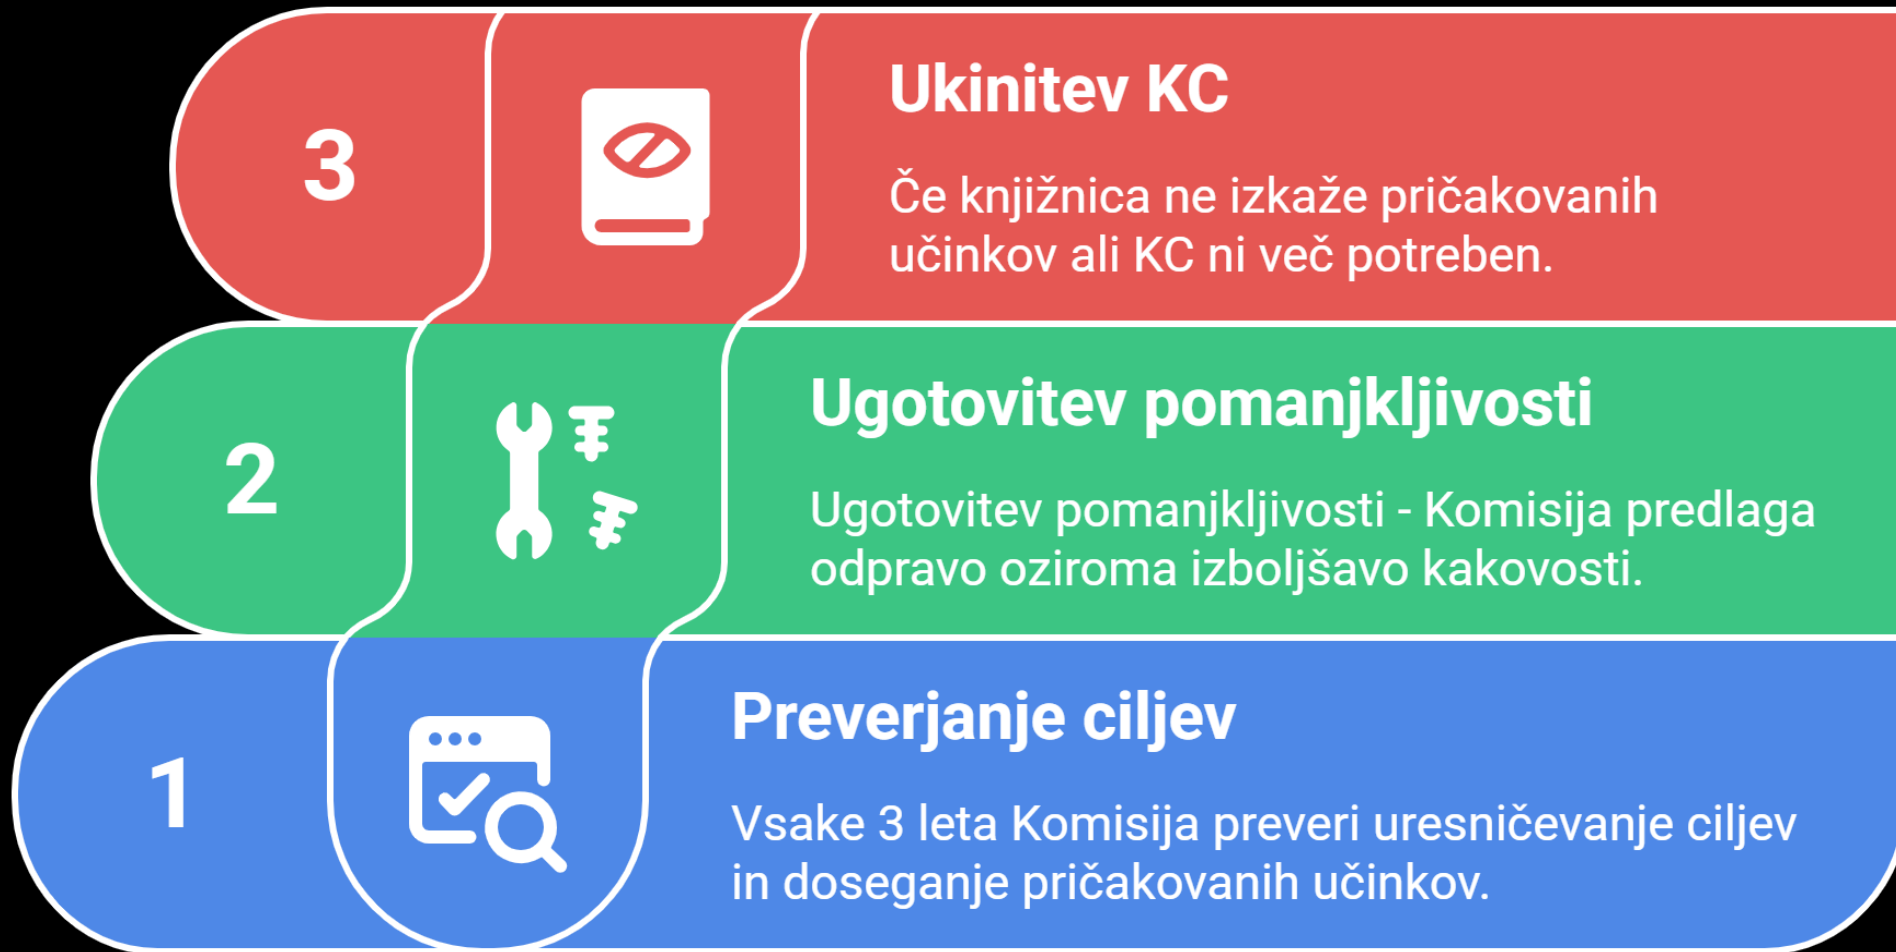 3
Ukinitev KC
Če knjižnica ne izkaže pričakovanih
učinkov ali KC ni več potreben.
2
Ugotovitev pomanjkljivosti
Ugotovitev pomanjkljivosti - Komisija predlaga
odpravo oziroma izboljšavo kakovosti.
1
Preverjanje ciljev
Vsake 3 leta Komisija preveri uresničevanje ciljev
in doseganje pričakovanih učinkov.